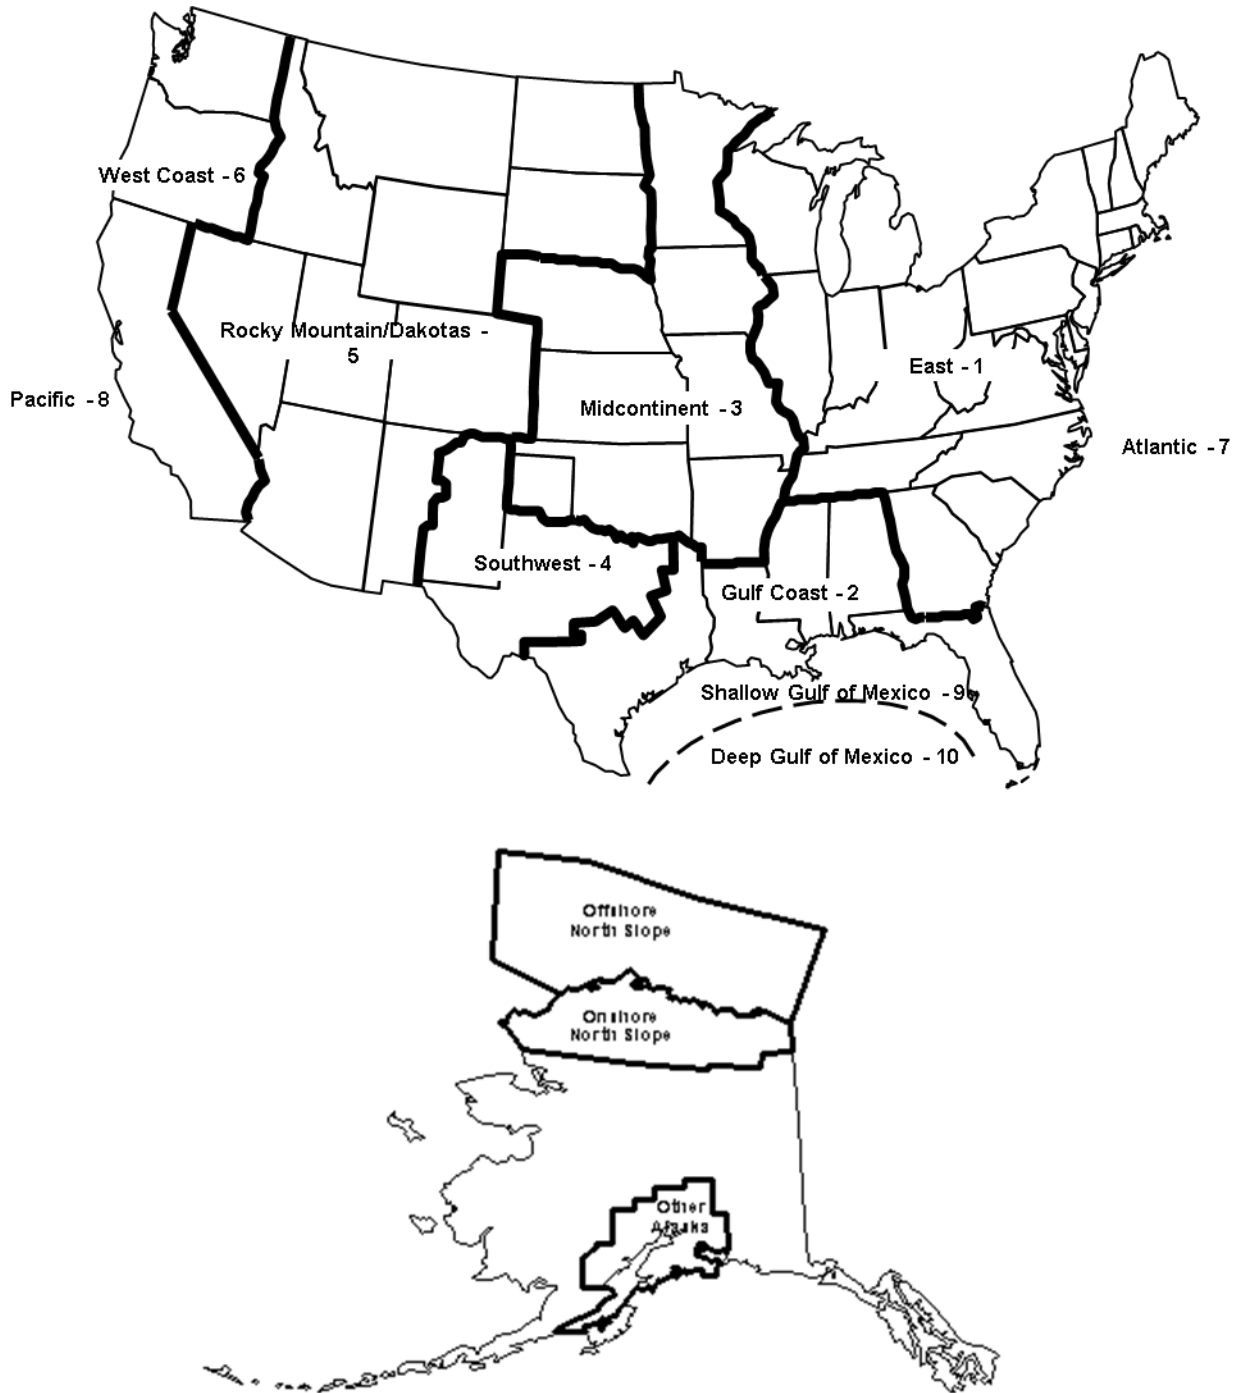 West Coast - 6
Rocky Mountain/Dakotas -
5
East - 1
Pacific - 8
Midcontinent - 3
Atlantic - 7
Southwest - 4
Gulf Coast - 2
Shallow Gulf of Mexico - 9
Deep Gulf of Mexico - 10
Offshore
North Slope
Onshore
North Slope
Other
Alaska